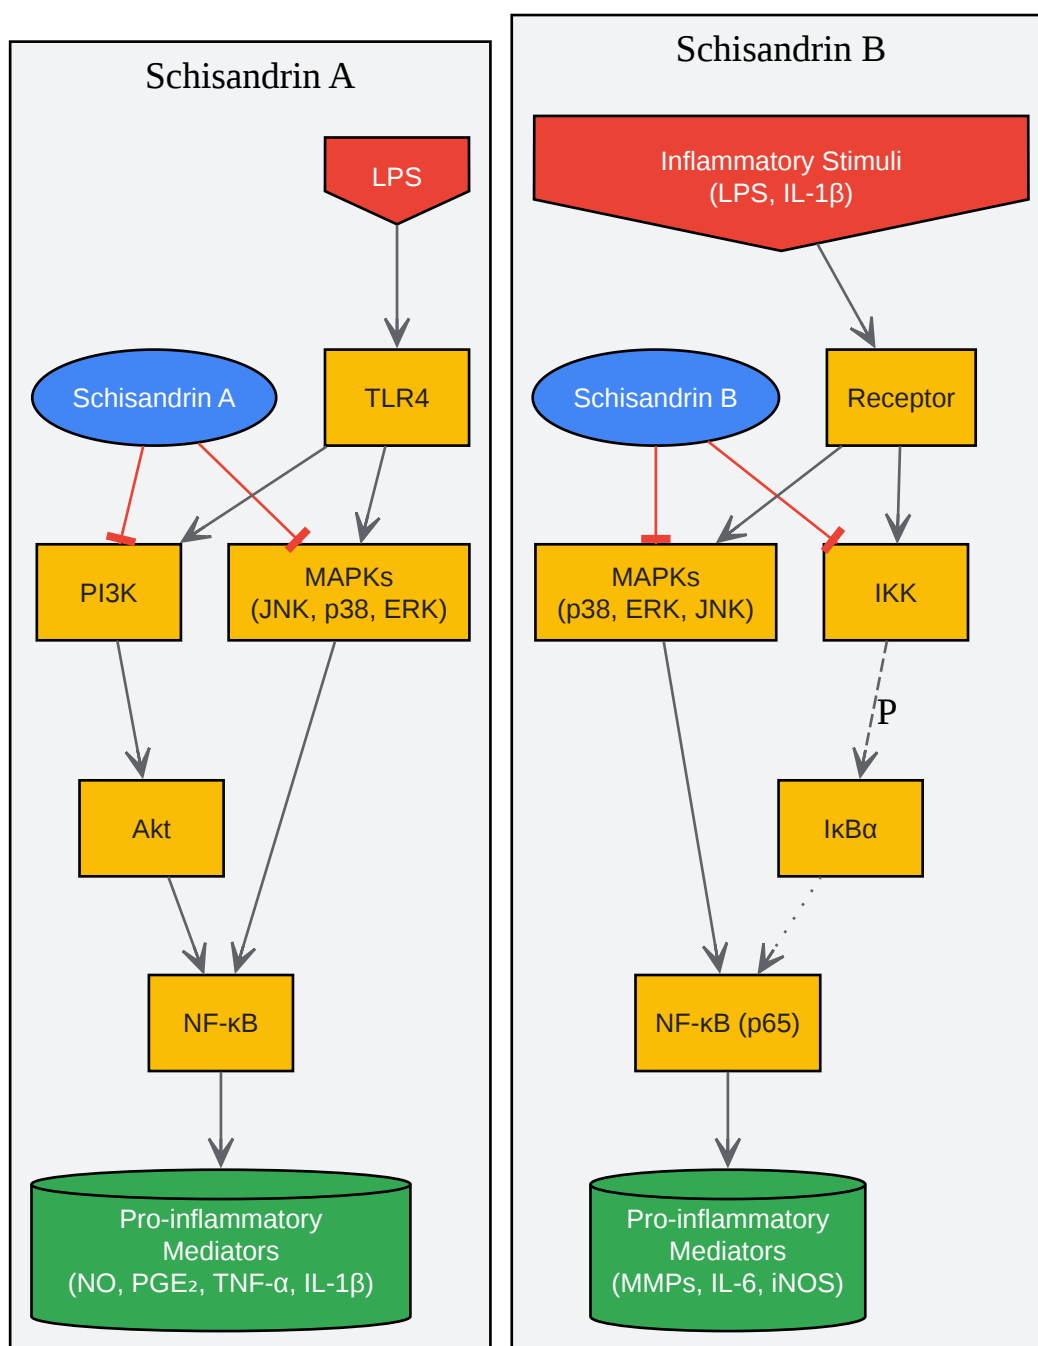 Schisandrin A
LPS
Schisandrin A
TLR4
PI3K
MAPKs
(JNK, p38, ERK)
Akt
NF-κB
Pro-inflammatory
Mediators
(NO, PGE₂, TNF-α, IL-1β)
Schisandrin B
Inflammatory Stimuli
(LPS, IL-1β)
Schisandrin B
Receptor
MAPKs
(p38, ERK, JNK)
IKK
P
IκBα
NF-κB (p65)
Pro-inflammatory
Mediators
(MMPs, IL-6, iNOS)